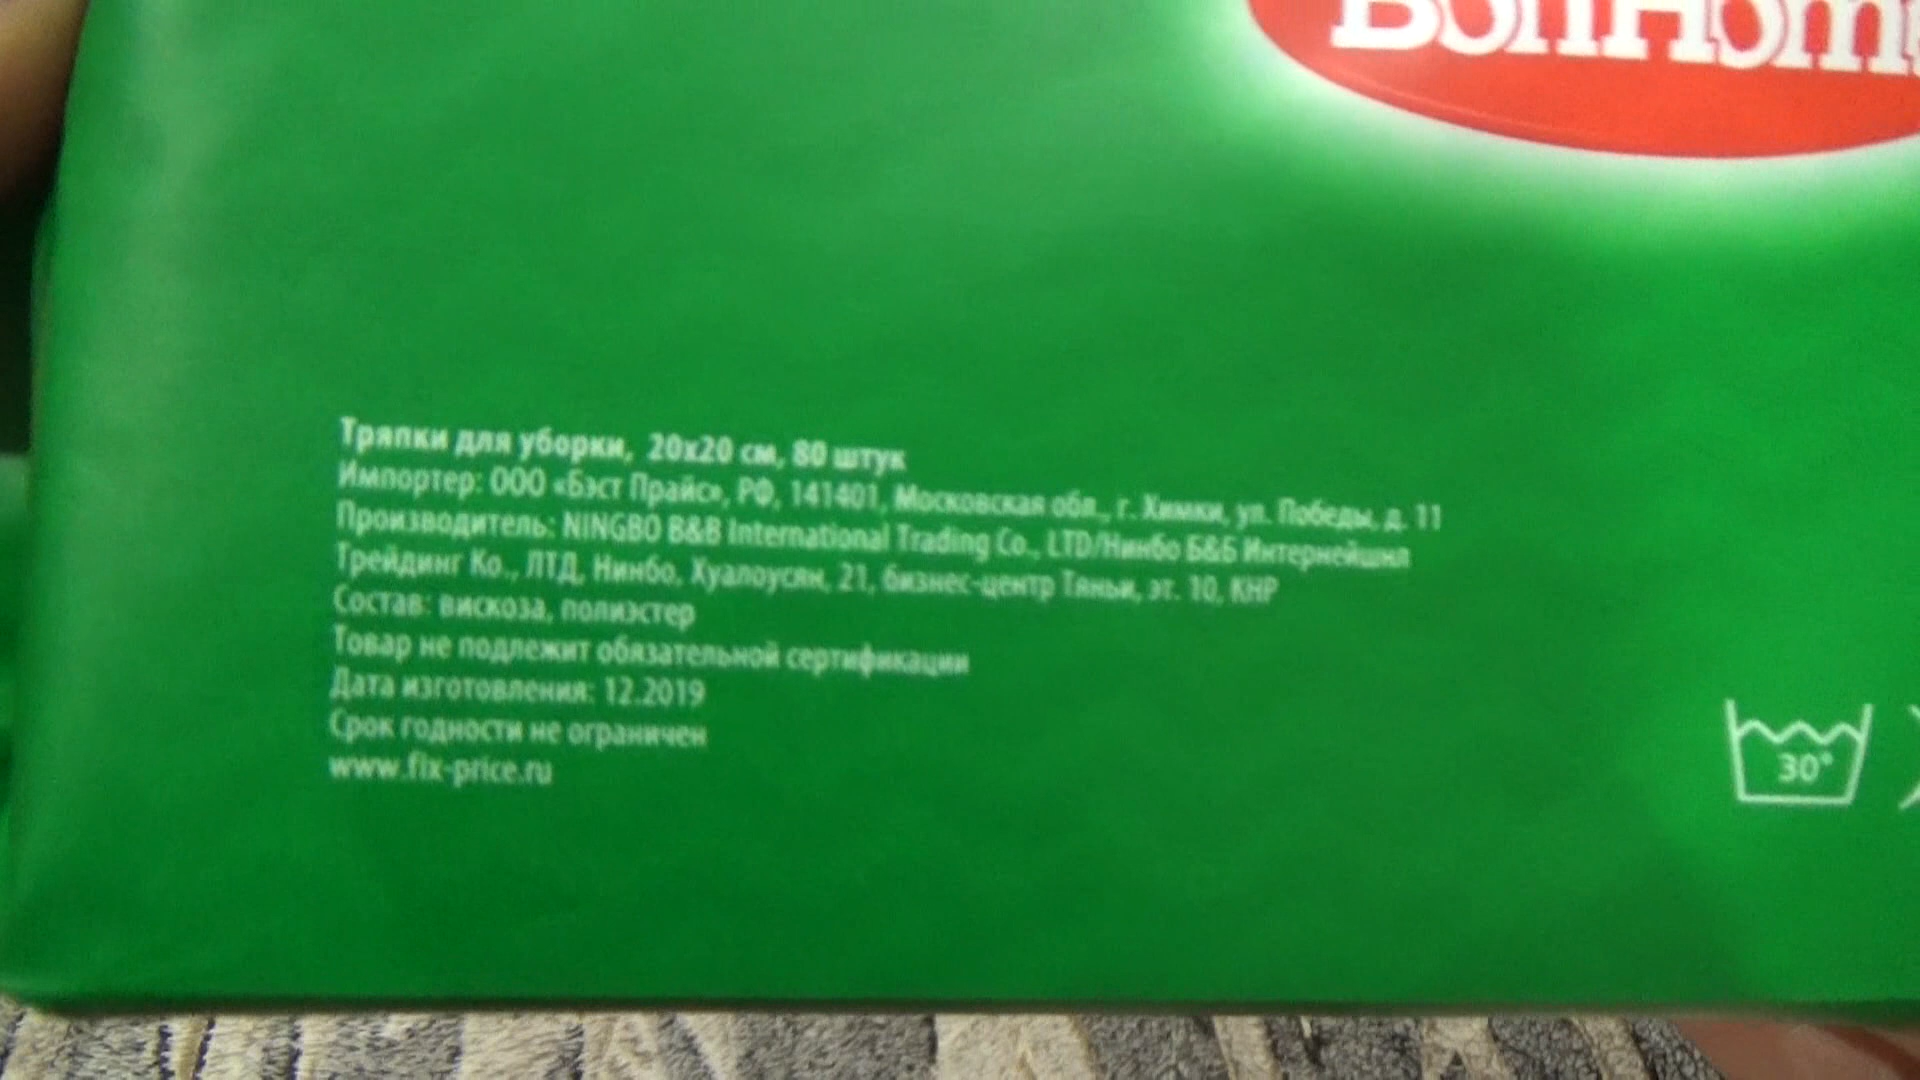 BonHome
Тряпки для уборки, 20х20 см, 80 штук
Импортер: ООО «Бэст Прайс», РФ, 141401, Московская обл., г. Химки, ул. Победы, д. 11
Производитель: NINGBO B&B International Trading Co., LTD/Нинбо Б&Б Интернейшнл
Трейдинг Ко., ЛТД, Нинбо, Хуалоусян, 21, бизнес-центр Тяньи, эт. 10, КНР
Состав: вискоза, полиэстер
Товар не подлежит обязательной сертификации
Дата изготовления: 12.2019
Срок годности не ограничен
www.fix-price.ru
30°